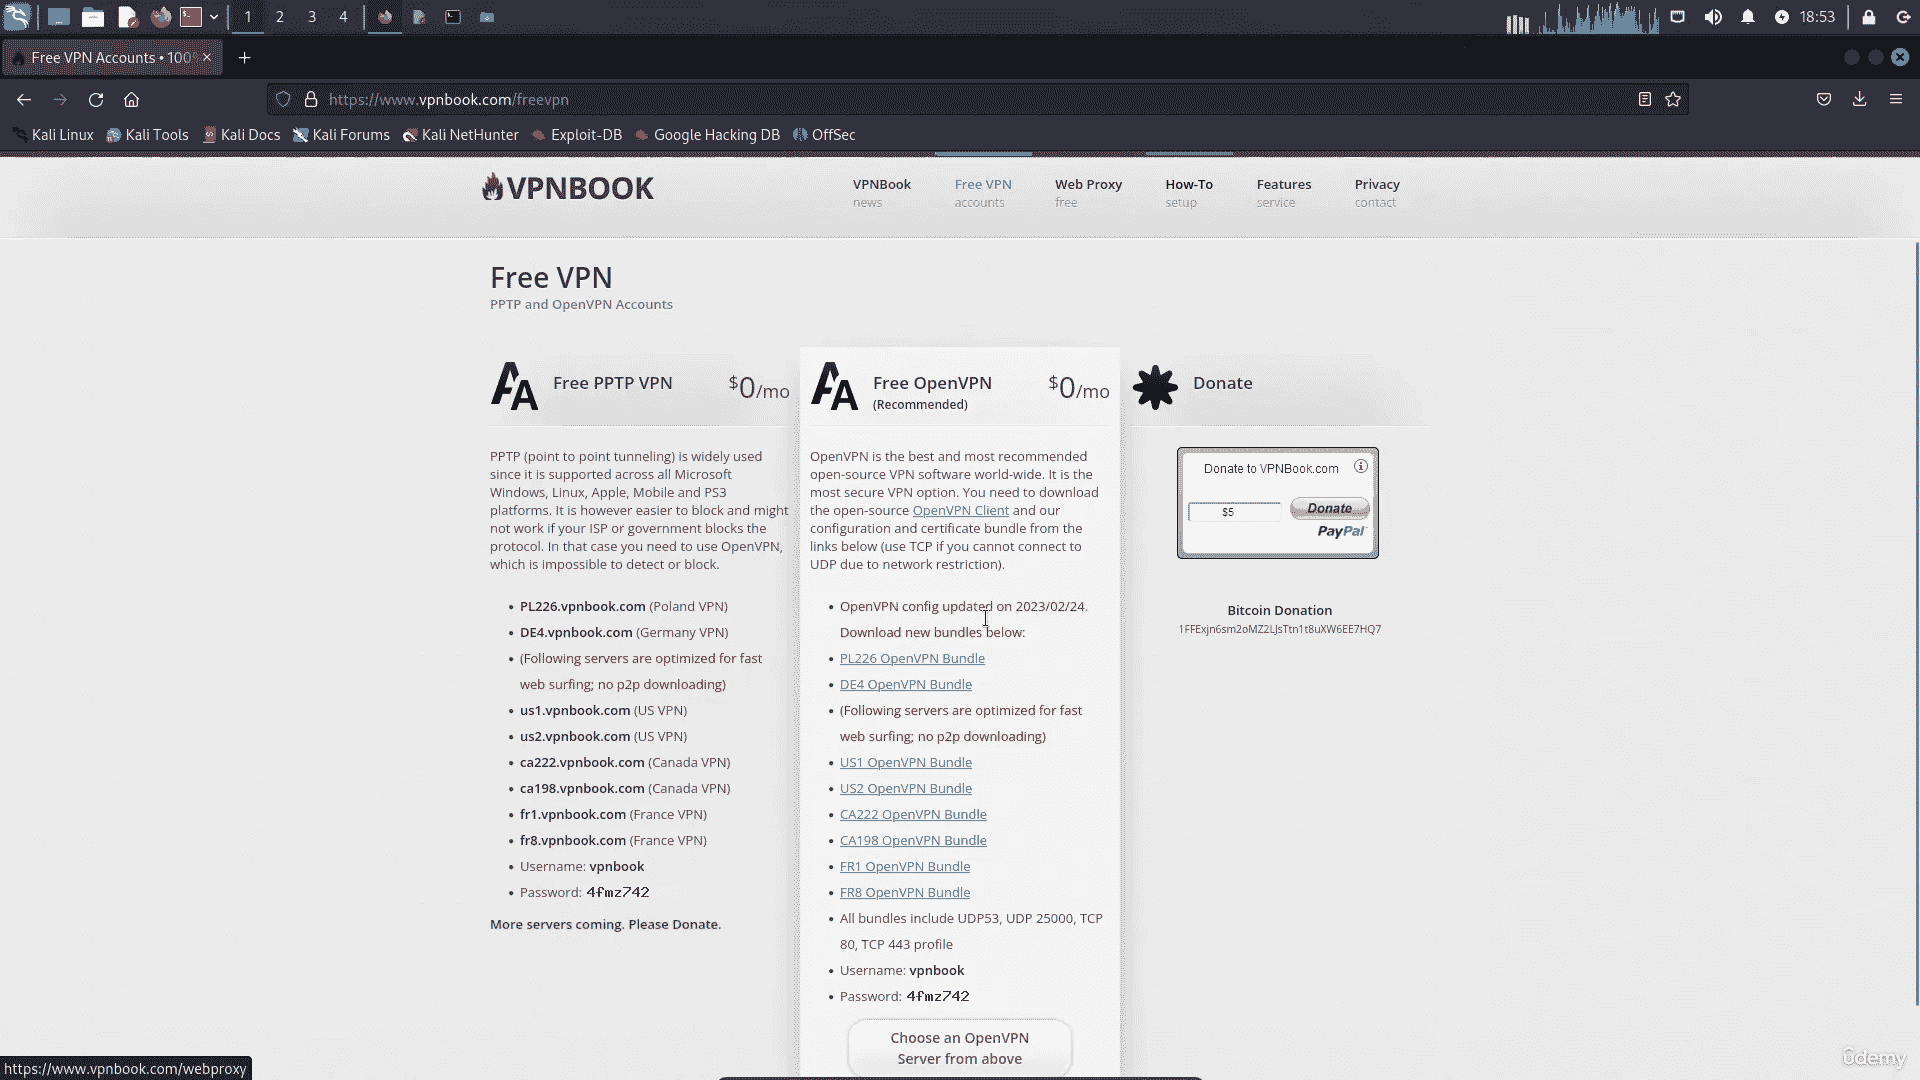 1 2 3 4 18:53
Free VPN Accounts • 100
https://www.vpnbook.com/freevpn
Kali Linux Kali Tools Kali Docs Kali Forums Kali NetHunter Exploit-DB Google Hacking DB OffSec
VPNBOOK
VPNBook Free VPN Web Proxy How-To Features Privacy
news accounts free setup service contact
Free VPN
PPTP and OpenVPN Accounts
Free PPTP VPN $0/mo
PPTP (point to point tunneling) is widely used
since it is supported across all Microsoft
Windows, Linux, Apple, Mobile and PS3
platforms. It is however easier to block and might
not work if your ISP or government blocks the
protocol. In that case you need to use OpenVPN,
which is impossible to detect or block.
• PL226.vpnbook.com (Poland VPN)
• DE4.vpnbook.com (Germany VPN)
• (Following servers are optimized for fast
web surfing; no p2p downloading)
• us1.vpnbook.com (US VPN)
• us2.vpnbook.com (US VPN)
• ca222.vpnbook.com (Canada VPN)
• ca198.vpnbook.com (Canada VPN)
• fr1.vpnbook.com (France VPN)
• fr8.vpnbook.com (France VPN)
• Username: vpnbook
• Password: 4fmz742
More servers coming. Please Donate.
Free OpenVPN $0/mo
(Recommended)
OpenVPN is the best and most recommended
open-source VPN software world-wide. It is the
most secure VPN option. You need to download
the open-source OpenVPN Client and our
configuration and certificate bundle from the
links below (use TCP if you cannot connect to
UDP due to network restriction).
• OpenVPN config updated on 2023/02/24.
Download new bundles below:
• PL226 OpenVPN Bundle
• DE4 OpenVPN Bundle
• (Following servers are optimized for fast
web surfing; no p2p downloading)
• US1 OpenVPN Bundle
• US2 OpenVPN Bundle
• CA222 OpenVPN Bundle
• CA198 OpenVPN Bundle
• FR1 OpenVPN Bundle
• FR8 OpenVPN Bundle
• All bundles include UDP53, UDP 25000, TCP
80, TCP 443 profile
• Username: vpnbook
• Password: 4fmz742
Choose an OpenVPN
Server from above
Donate
Donate to VPNBook.com
$5 Donate
PayPal
Bitcoin Donation
1FFExjn6sm2oMZ2LJsTtn1t8uXW6EE7HQ7
https://www.vpnbook.com/webproxy
ûdemy